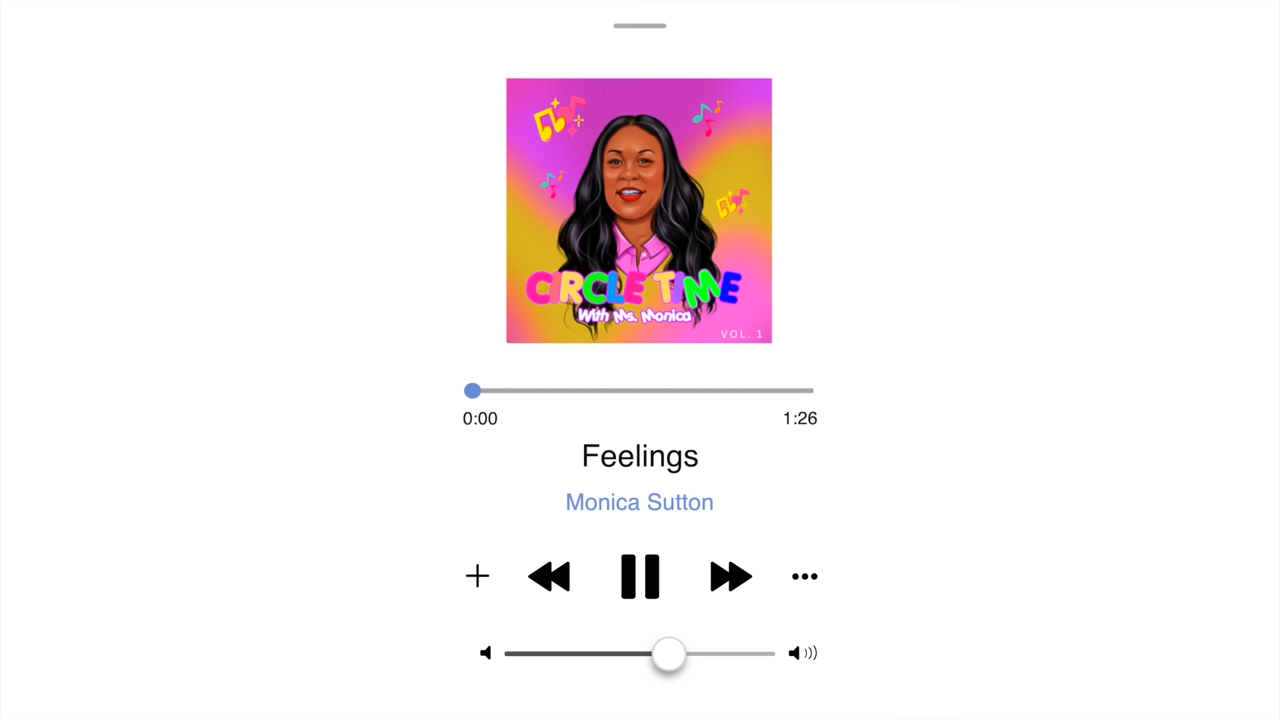 CIRCLE TIME
With Ms. Monica
VOL. 1
0:00 1:26
Feelings
Monica Sutton